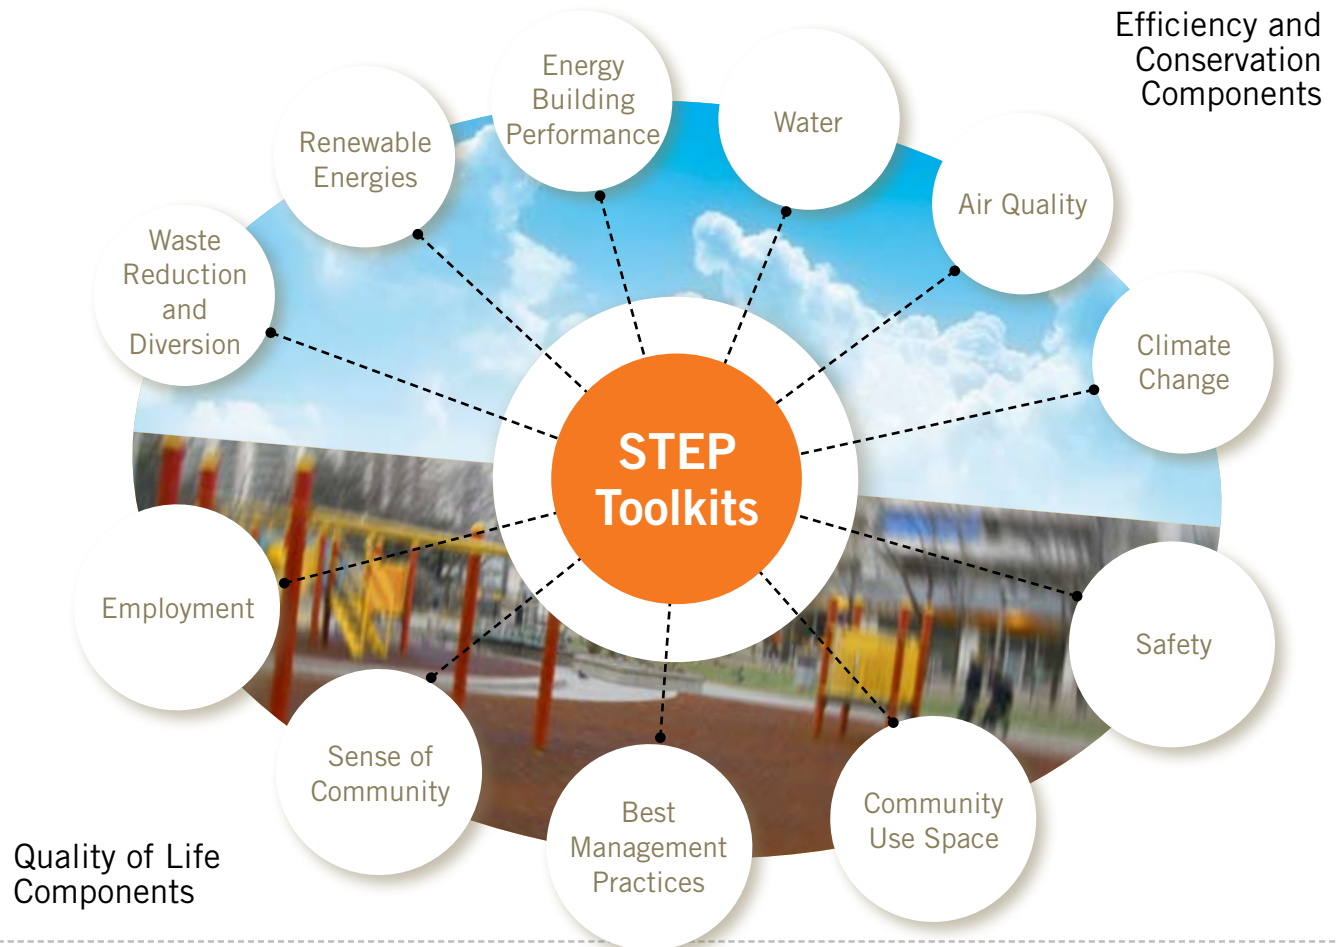 Efficiency and
Conservation
Components
Energy
Building
Performance
Water
Renewable
Energies
Air Quality
Waste
Reduction
and
Diversion
Climate
Change
STEP
Toolkits
Employment
Safety
Sense of
Community
Best
Management
Practices
Community
Use Space
Quality of Life
Components